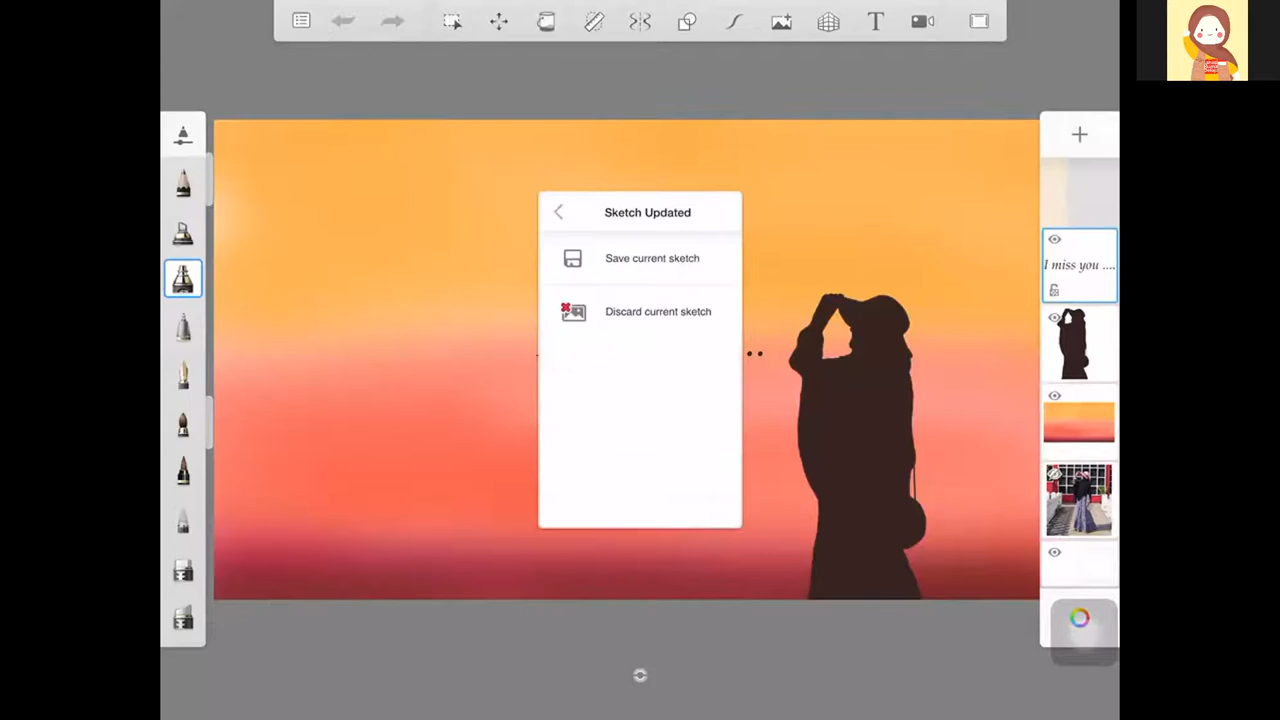 T
Sketch Updated
Save current sketch
Discard current sketch
I miss you ....